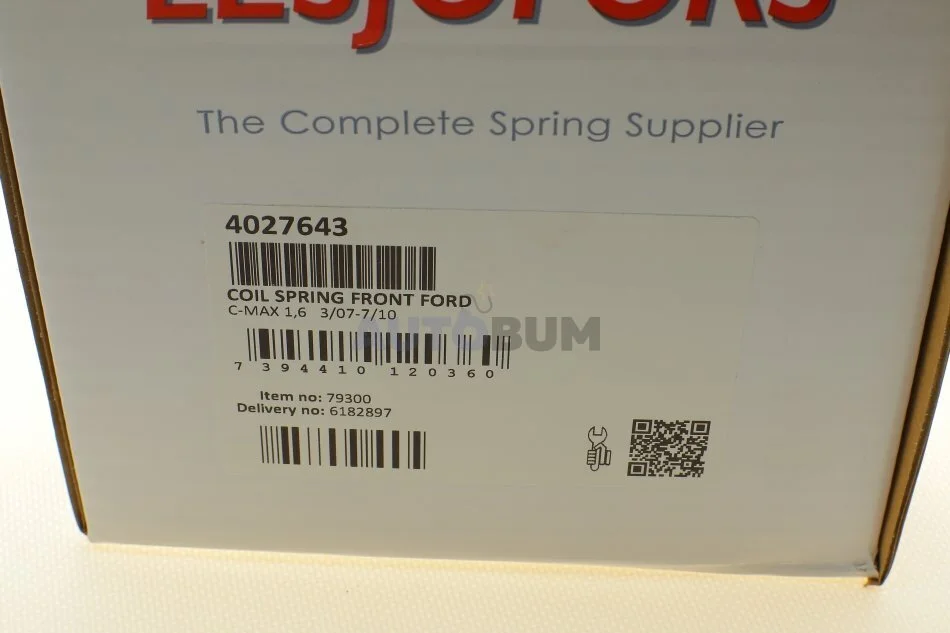 LESJÖFORS
The Complete Spring Supplier
4027643
COIL SPRING FRONT FORD
C-MAX 1,6 3/07-7/10
AUTOBUM
7 394410 120360
Item no: 79300
Delivery no: 6182897